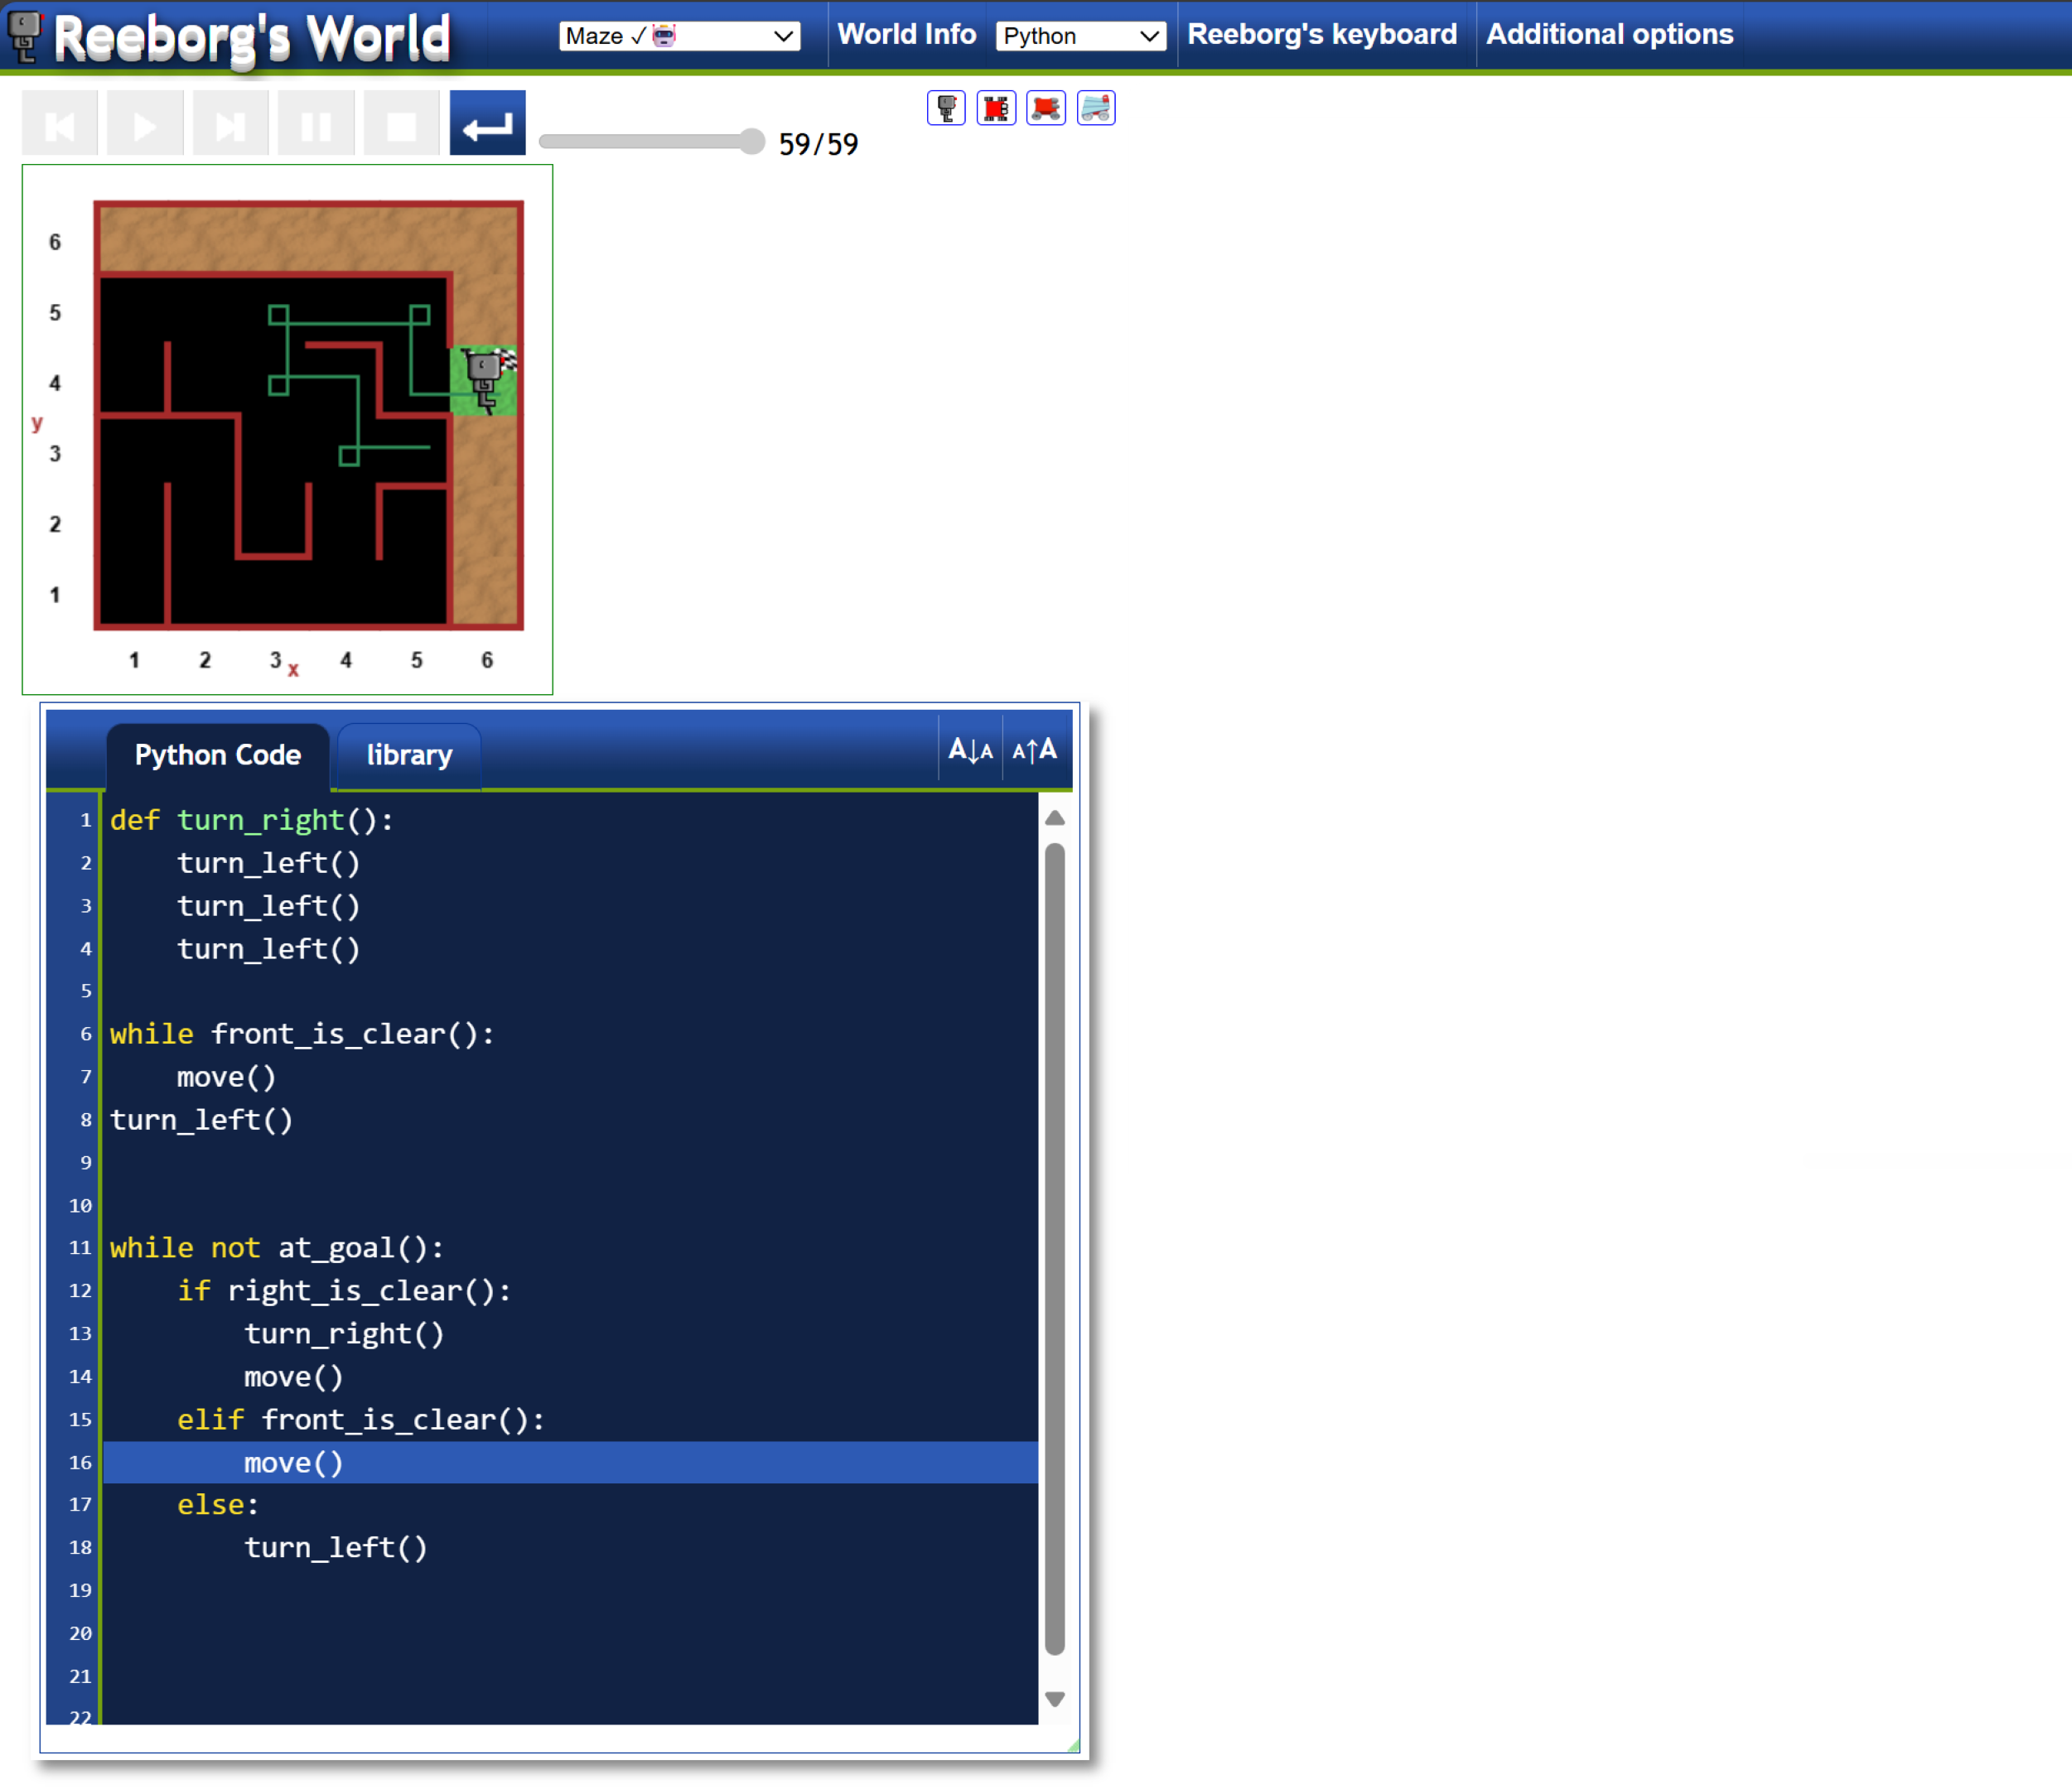 Reeborg's World
Maze ✓ World Info Python Reeborg's keyboard Additional options
59/59
6
5
4
y
3
2
1
1 2 3 x 4 5 6
Python Code library A↓A A↑A
1 def turn_right():
2     turn_left()
3     turn_left()
4     turn_left()
5
6 while front_is_clear():
7     move()
8 turn_left()
9
10
11 while not at_goal():
12     if right_is_clear():
13         turn_right()
14         move()
15     elif front_is_clear():
16         move()
17     else:
18         turn_left()
19
20
21
22